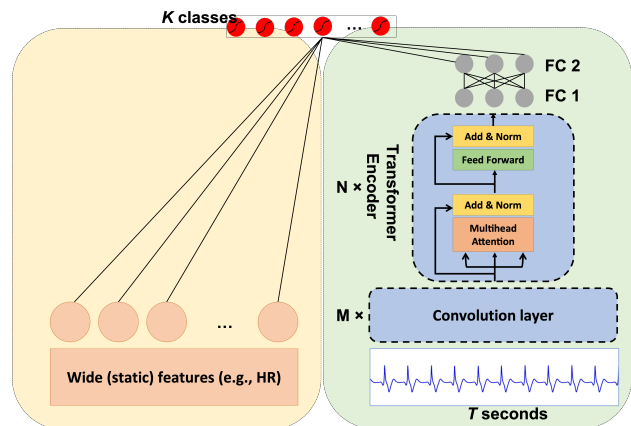 K classes
...
FC 2
FC 1
Add & Norm
Feed Forward
N ×
Transformer
Encoder
Add & Norm
Multihead
Attention
...
M ×
Convolution layer
Wide (static) features (e.g., HR)
T seconds